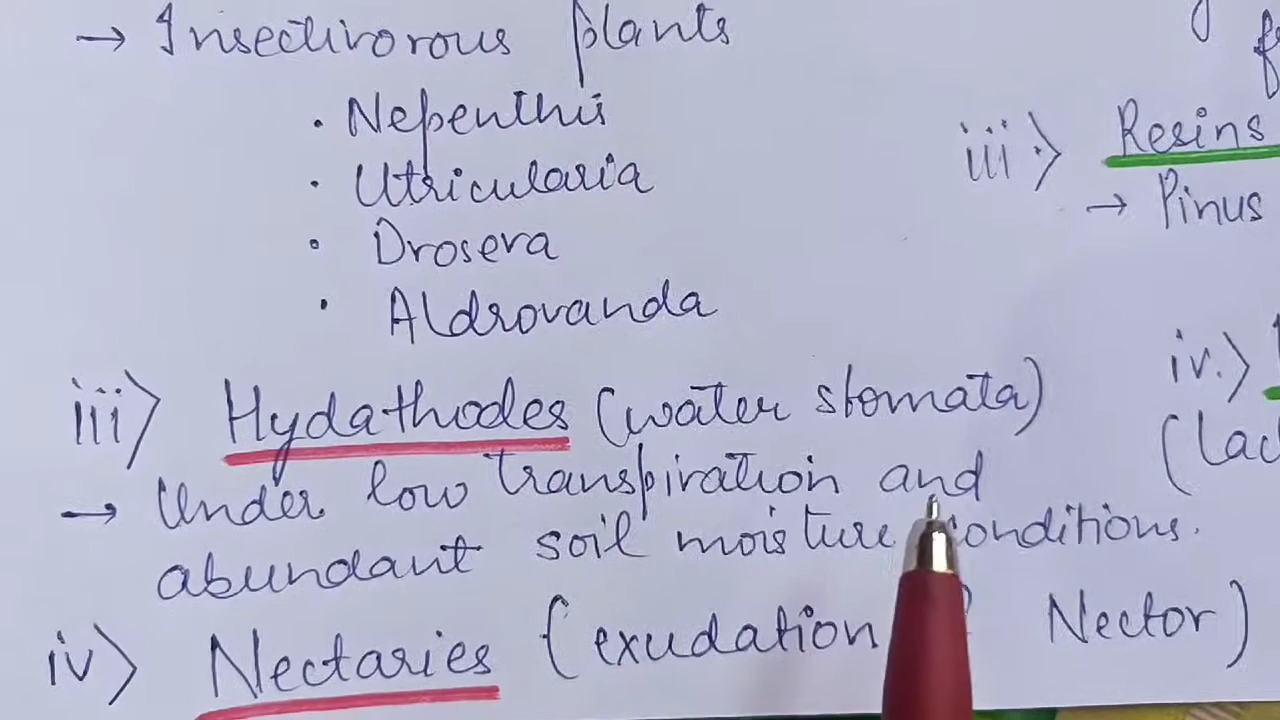 → Insectivorous plants
· Nepenthis
· Utricularia
· Drosera
· Aldrovanda
iii) Hydathodes (water stomata)
→ Under low transpiration and
abundant soil moisture conditions.
iv) Nectaries (exudation Nector)
iii) Resins
→ Pinus
iv.)
(lac